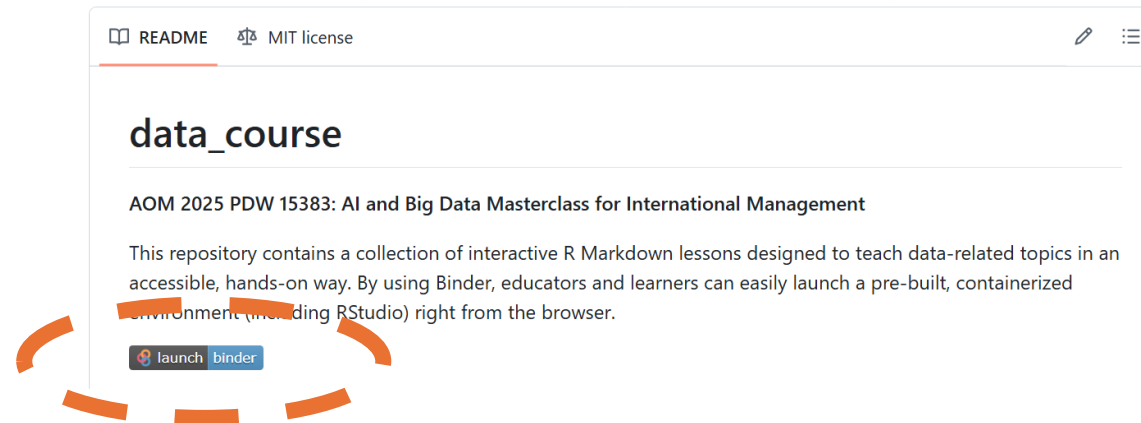 README MIT license
data_course
AOM 2025 PDW 15383: AI and Big Data Masterclass for International Management
This repository contains a collection of interactive R Markdown lessons designed to teach data-related topics in an
accessible, hands-on way. By using Binder, educators and learners can easily launch a pre-built, containerized
environment (including RStudio) right from the browser.
launch binder